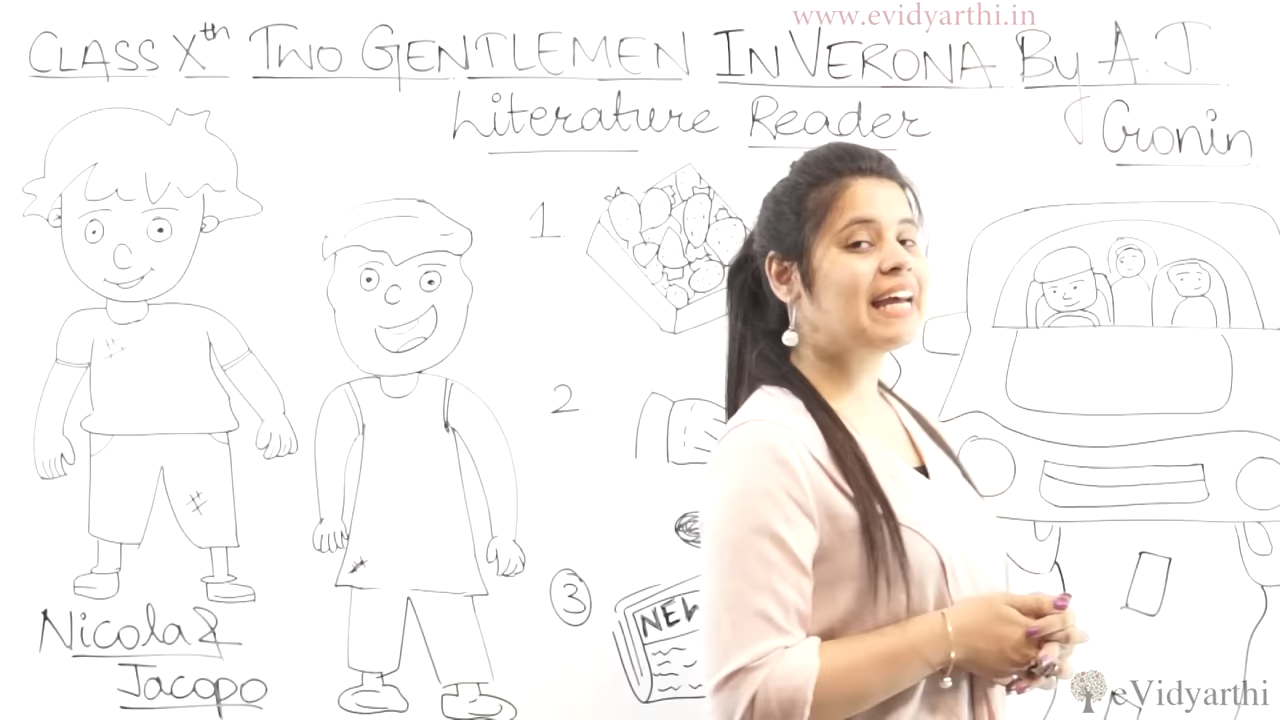 www.evidyarthi.in
CLASS Xth TWO GENTLEMEN IN VERONA By A.J.
Cronin
Literature Reader
1
2
3
Nicola &
Jacopo
eVidyarthi